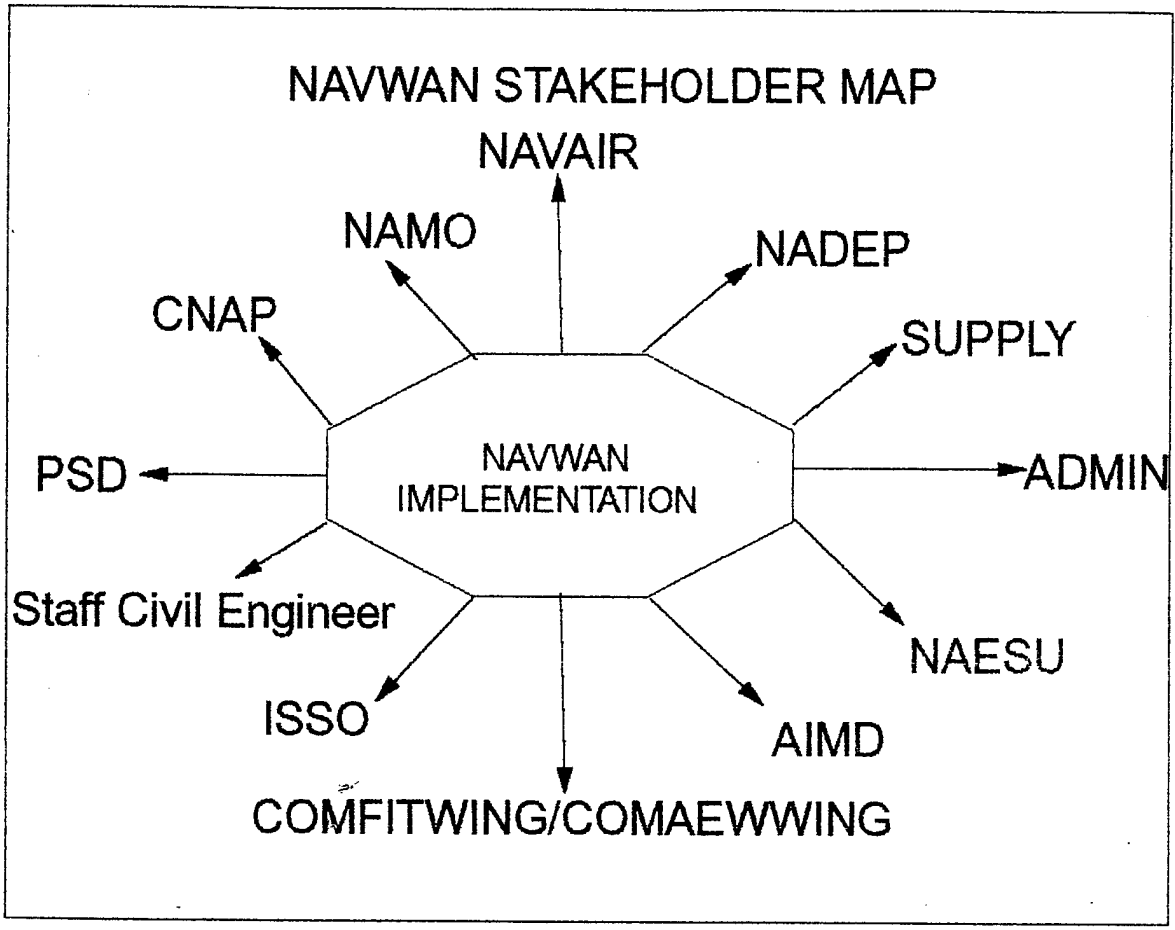 NAVWAN STAKEHOLDER MAP
NAVAIR
NAMO
NADEP
CNAP
SUPPLY
NAVWAN
IMPLEMENTATION
PSD
ADMIN
Staff Civil Engineer
NAESU
ISSO
AIMD
COMFITWING/COMAEWWING